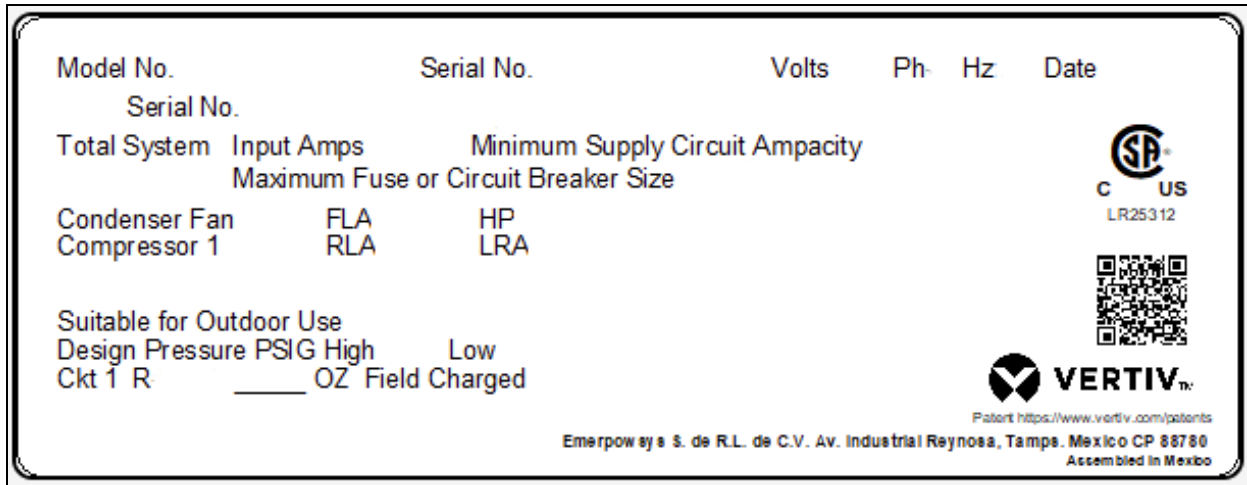 Model No. Serial No. Volts Ph Hz Date
Serial No.
Total System Input Amps Minimum Supply Circuit Ampacity
Maximum Fuse or Circuit Breaker Size
Condenser Fan FLA HP
Compressor 1 RLA LRA
Suitable for Outdoor Use
Design Pressure PSIG High Low
Ckt 1 R _____ OZ Field Charged
CSA®
C US
LR25312
VERTIV™
Patent https://www.vertiv.com/patents
Emerpowsys S. de R.L. de C.V. Av. Industrial Reynosa, Tamps. Mexico CP 88780
Assembled in Mexico